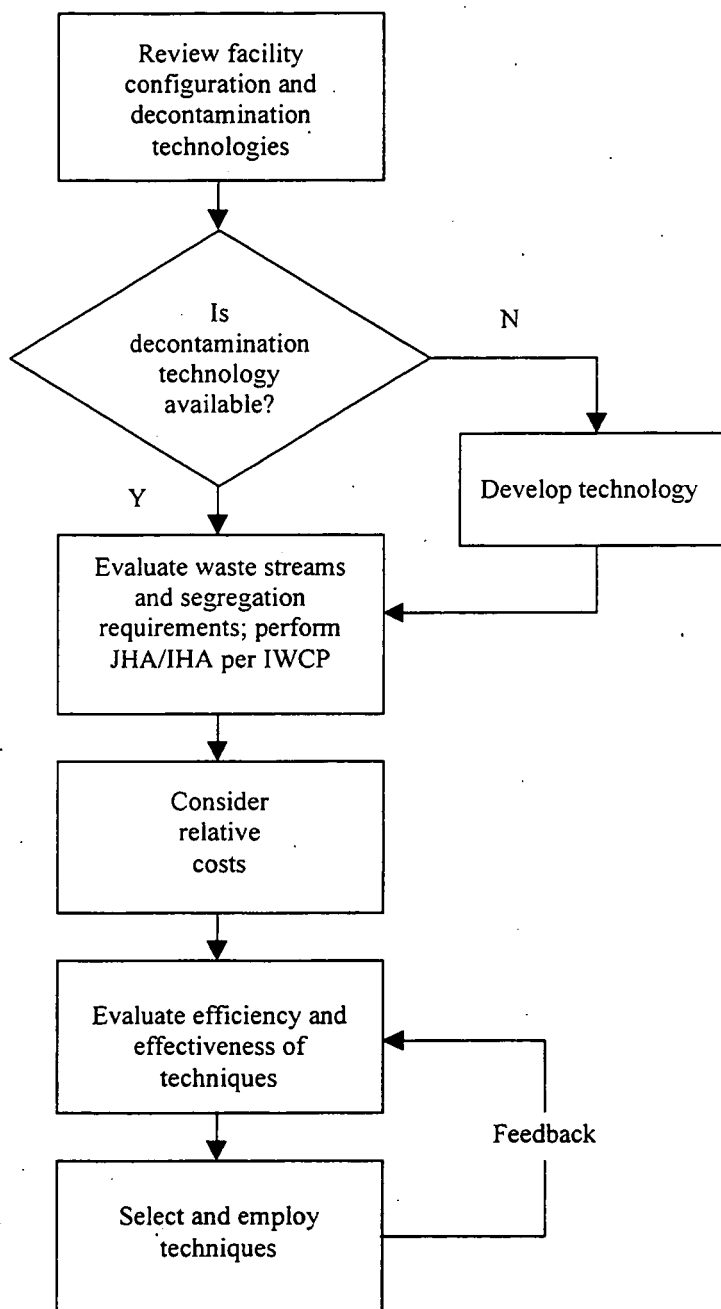 Review facility
configuration and
decontamination
technologies
Is
decontamination
technology
available?
N
Develop technology
Y
Evaluate waste streams
and segregation
requirements; perform
JHA/IHA per IWCP
Consider
relative
costs
Evaluate efficiency and
effectiveness of
techniques
Feedback
Select and employ
techniques